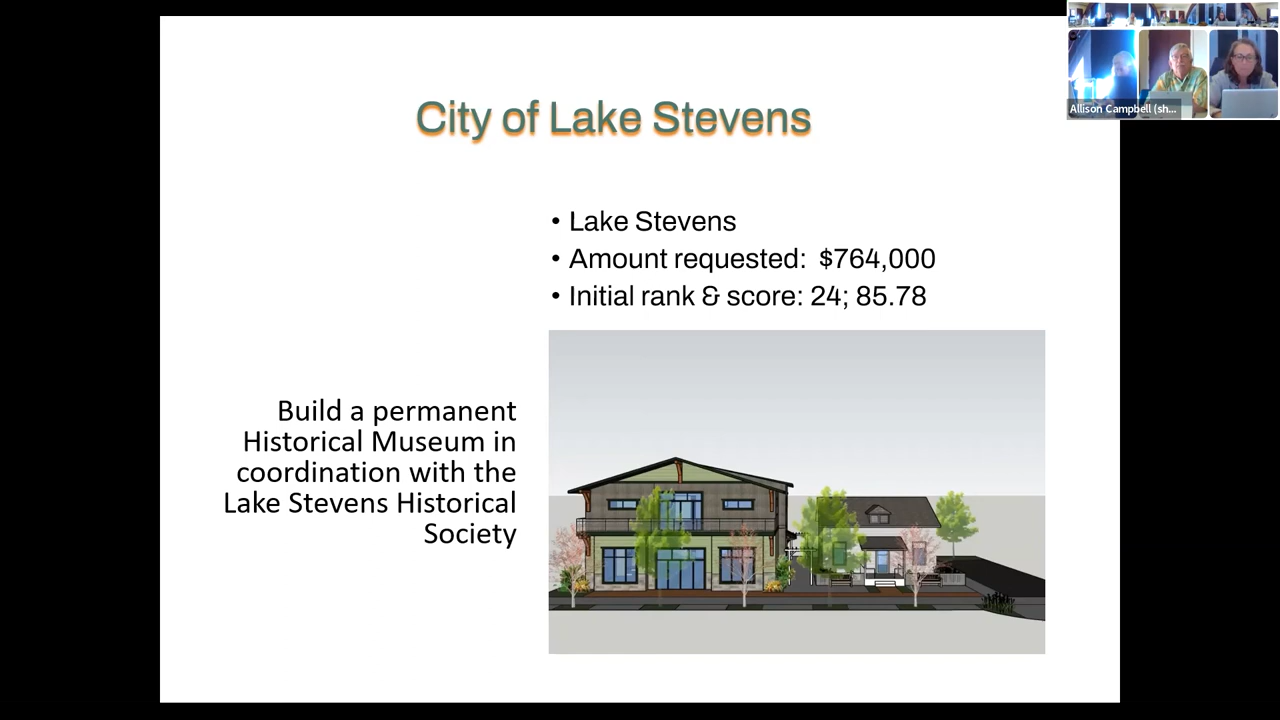 City of Lake Stevens
• Lake Stevens
• Amount requested:  $764,000
• Initial rank & score: 24; 85.78
Build a permanent
Historical Museum in
coordination with the
Lake Stevens Historical
Society
Allison Campbell (sh...